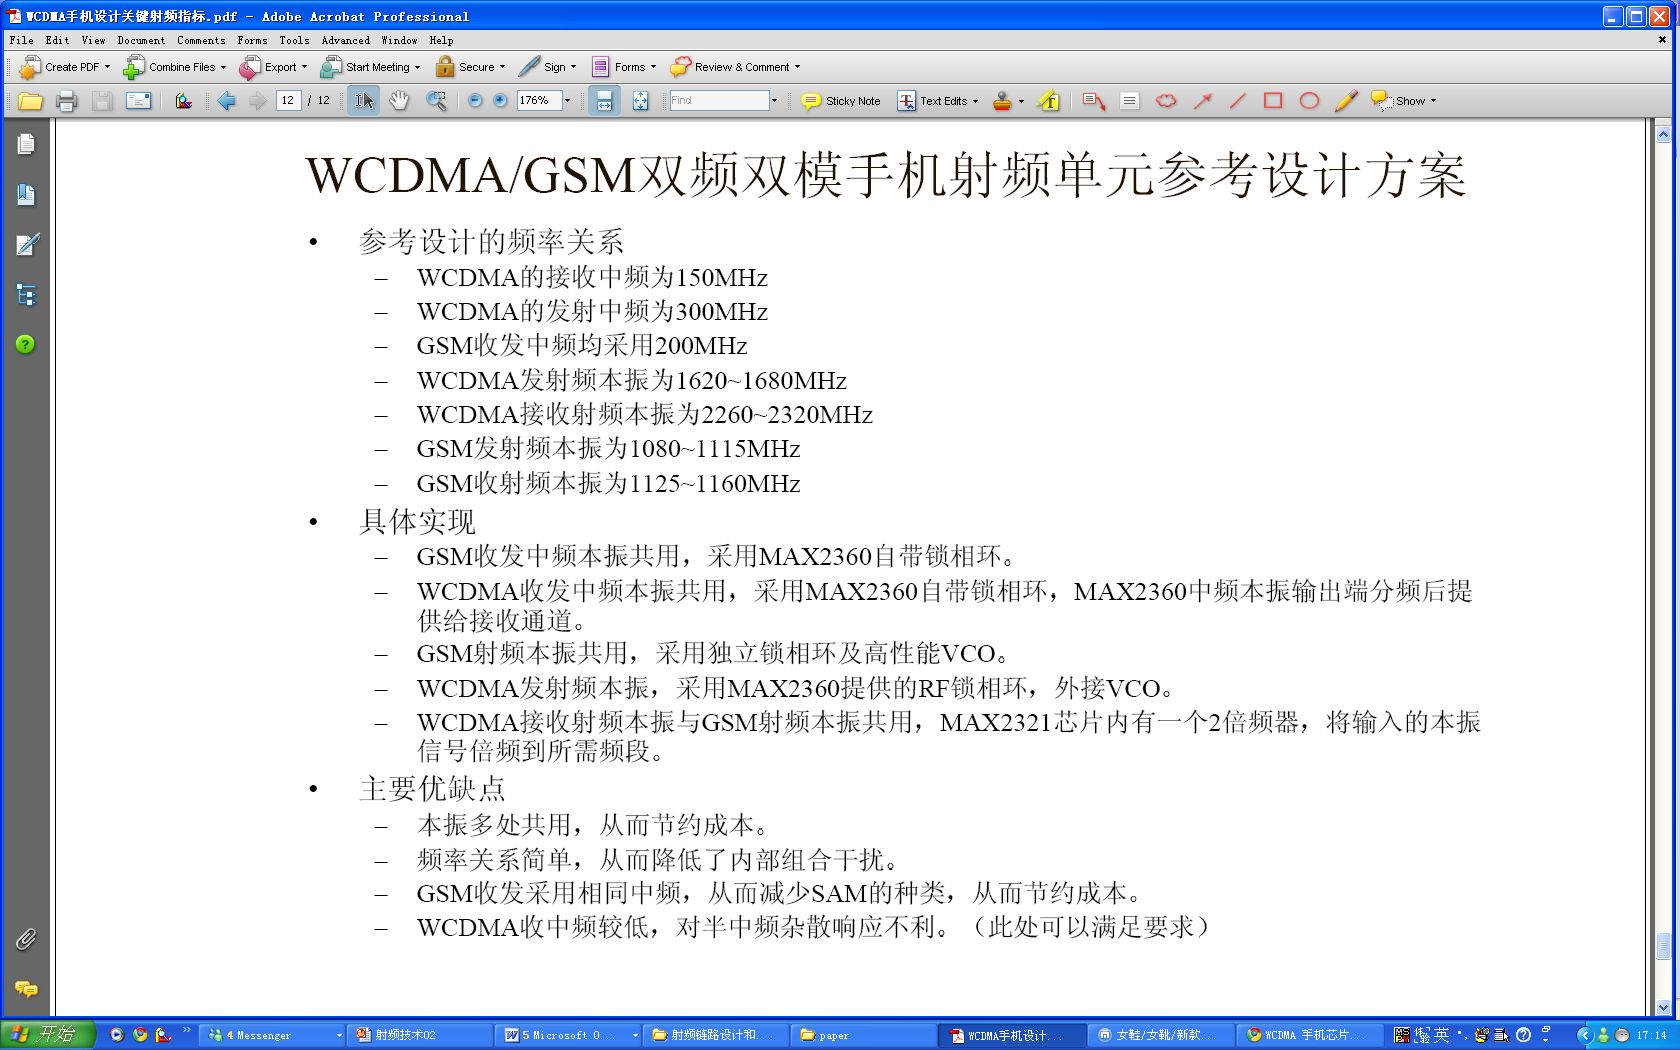 WCDMA手机设计关键射频指标.pdf - Adobe Acrobat Professional
File Edit View Document Comments Forms Tools Advanced Window Help
Create PDF Combine Files Export Start Meeting Secure Sign Forms Review & Comment
12 / 12 176% Find Sticky Note Text Edits Show
WCDMA/GSM双频双模手机射频单元参考设计方案
• 参考设计的频率关系
– WCDMA的接收中频为150MHz
– WCDMA的发射中频为300MHz
– GSM收发中频均采用200MHz
– WCDMA发射频本振为1620~1680MHz
– WCDMA接收射频本振为2260~2320MHz
– GSM发射频本振为1080~1115MHz
– GSM收射频本振为1125~1160MHz
• 具体实现
– GSM收发中频本振共用，采用MAX2360自带锁相环。
– WCDMA收发中频本振共用，采用MAX2360自带锁相环，MAX2360中频本振输出端分频后提
供给接收通道。
– GSM射频本振共用，采用独立锁相环及高性能VCO。
– WCDMA发射频本振，采用MAX2360提供的RF锁相环，外接VCO。
– WCDMA接收射频本振与GSM射频本振共用，MAX2321芯片内有一个2倍频器，将输入的本振
信号倍频到所需频段。
• 主要优缺点
– 本振多处共用，从而节约成本。
– 频率关系简单，从而降低了内部组合干扰。
– GSM收发采用相同中频，从而减少SAM的种类，从而节约成本。
– WCDMA收中频较低，对半中频杂散响应不利。（此处可以满足要求）
开始 4 Messenger 射频技术02 5 Microsoft O... 射频链路设计和... paper WCDMA手机设计... 女鞋/女靴/新款... WCDMA 手机芯片... 英 17:14